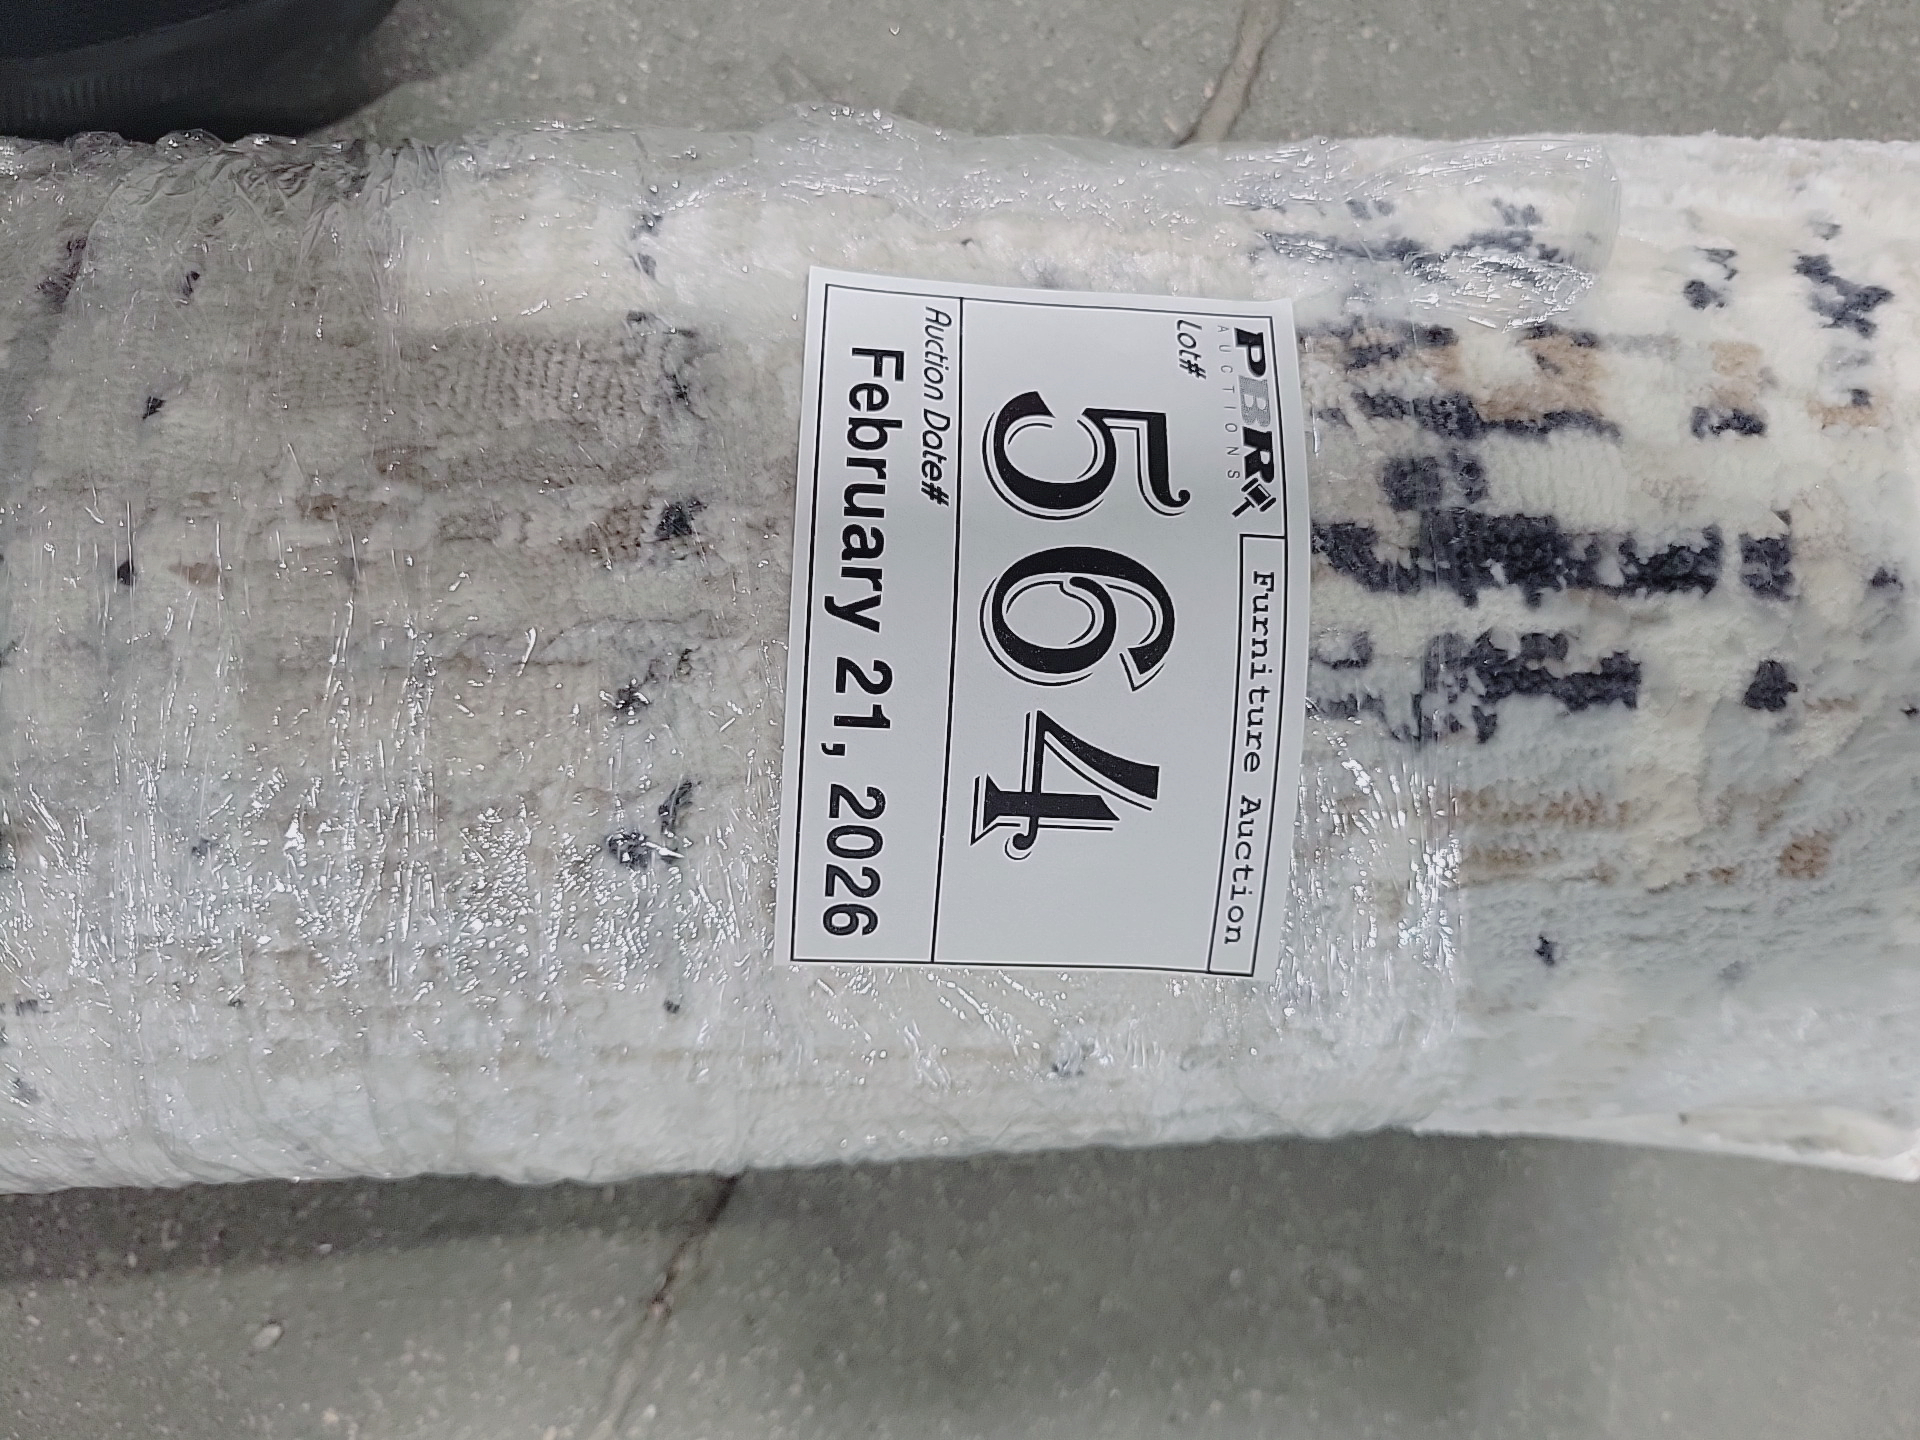 PBR
AUCTIONS
Furniture Auction
Lot#
564
Auction Date#
February 21, 2026